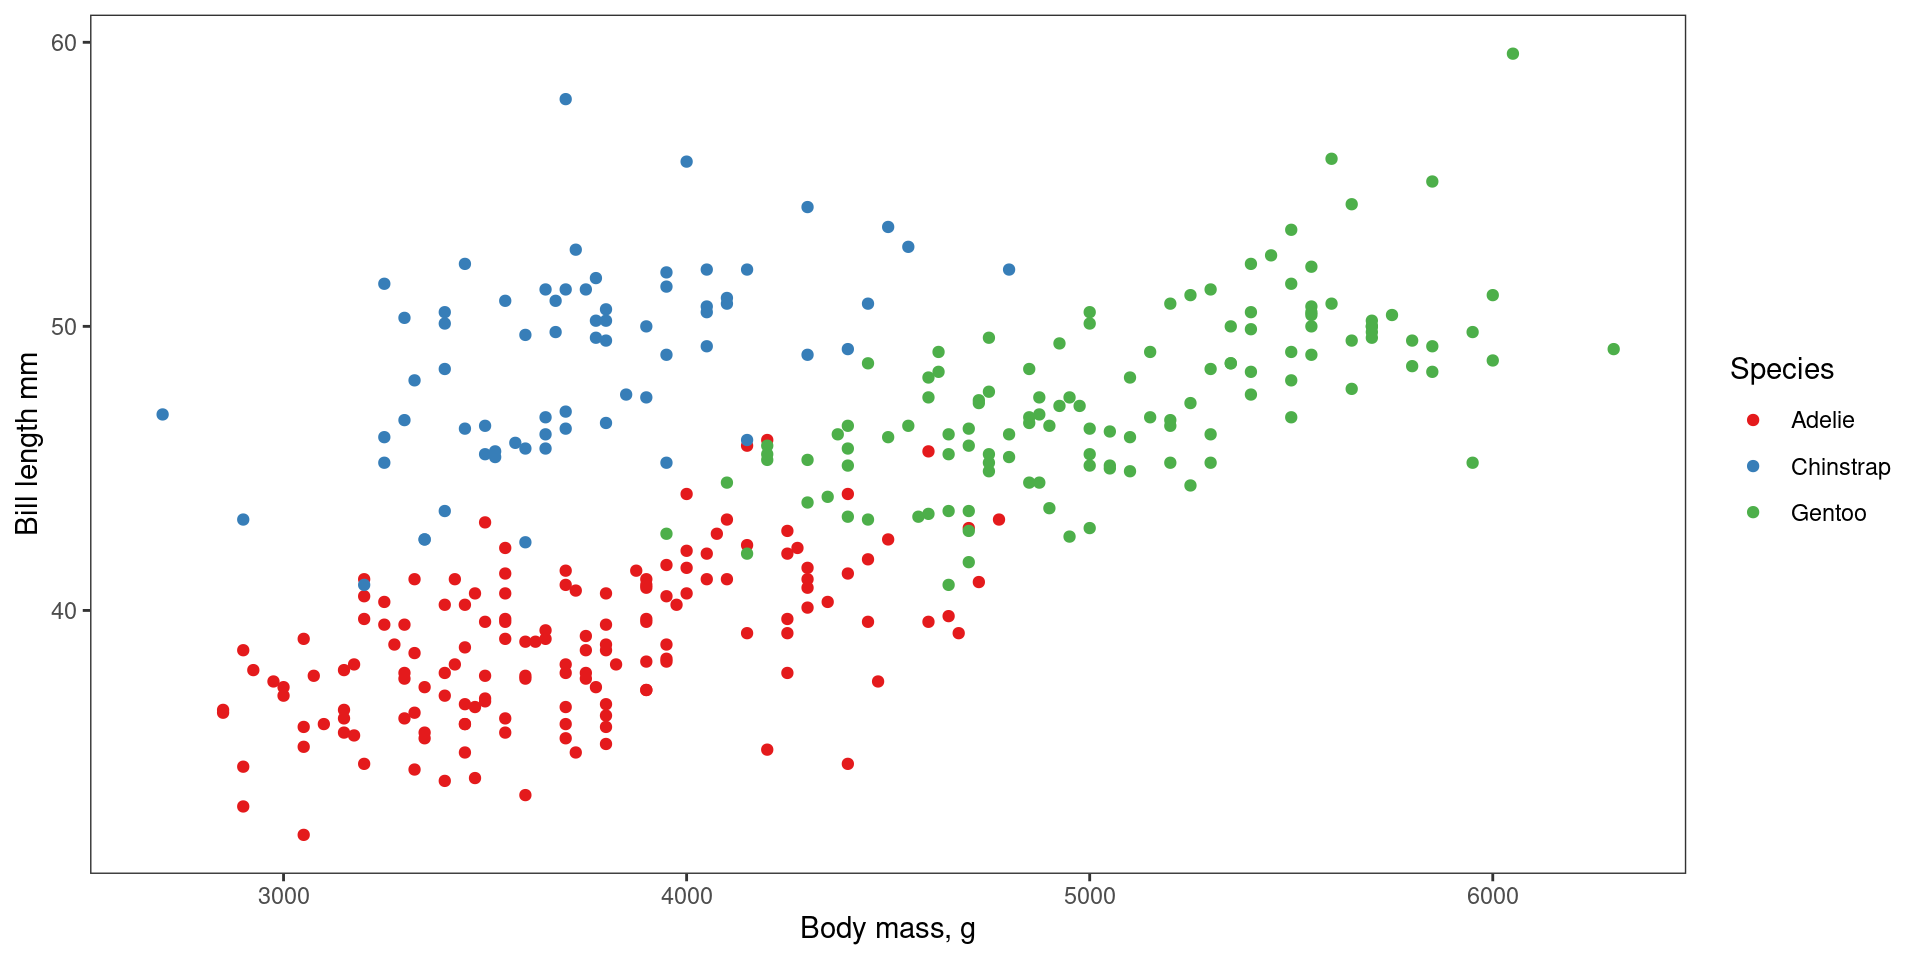 60
50
40
Bill length mm
3000 4000 5000 6000
Body mass, g
Species
Adelie
Chinstrap
Gentoo